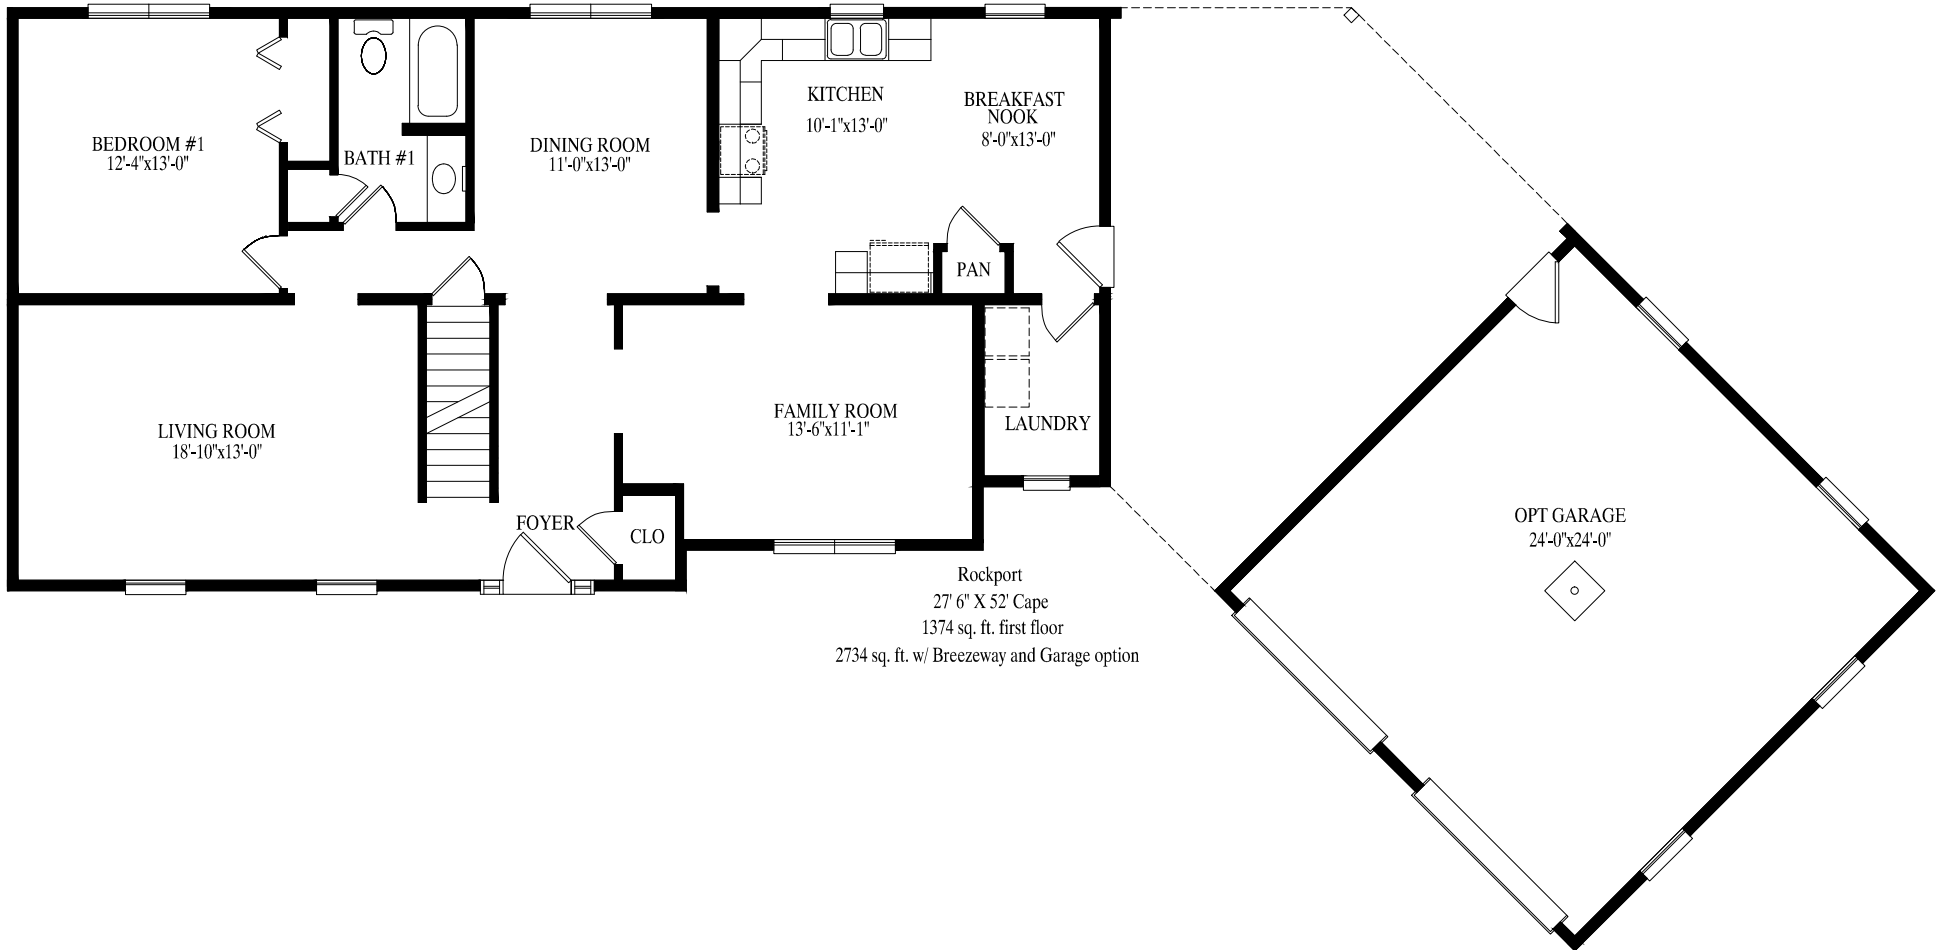 KITCHEN
10'-1"x13'-0"
BREAKFAST
NOOK
8'-0"x13'-0"
BEDROOM #1
12'-4"x13'-0"
BATH #1
DINING ROOM
11'-0"x13'-0"
PAN
LIVING ROOM
18'-10"x13'-0"
FAMILY ROOM
13'-6"x11'-1"
LAUNDRY
FOYER
CLO
OPT GARAGE
24'-0"x24'-0"
Rockport
27' 6" X 52' Cape
1374 sq. ft. first floor
2734 sq. ft. w/ Breezeway and Garage option